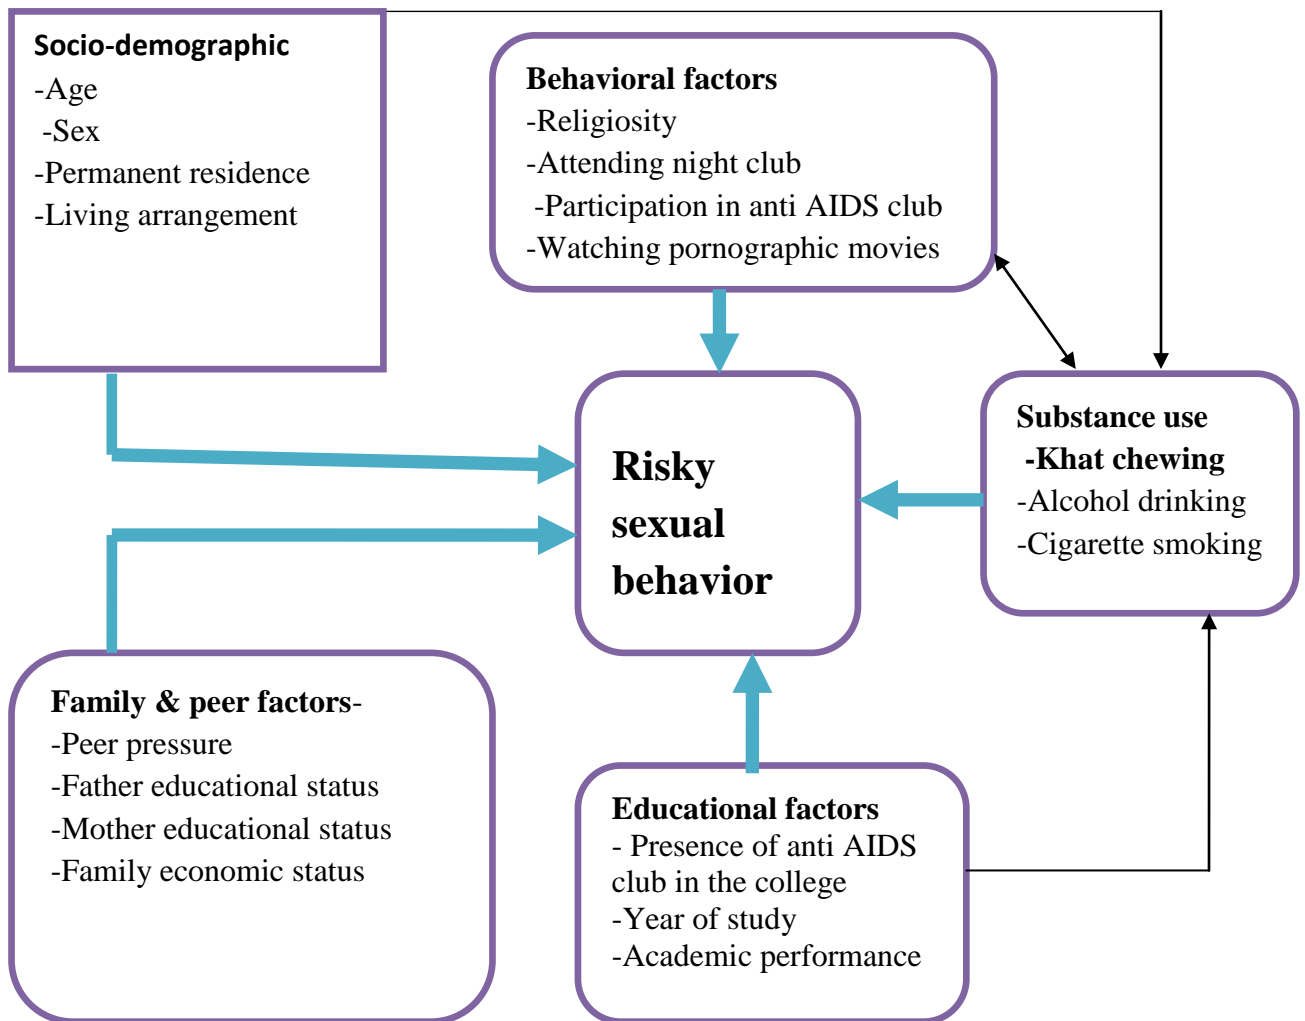 Socio-demographic
-Age
-Sex
-Permanent residence
-Living arrangement
Behavioral factors
-Religiosity
-Attending night club
-Participation in anti AIDS club
-Watching pornographic movies
Risky
sexual
behavior
Substance use
-Khat chewing
-Alcohol drinking
-Cigarette smoking
Family & peer factors-
-Peer pressure
-Father educational status
-Mother educational status
-Family economic status
Educational factors
- Presence of anti AIDS
club in the college
-Year of study
-Academic performance